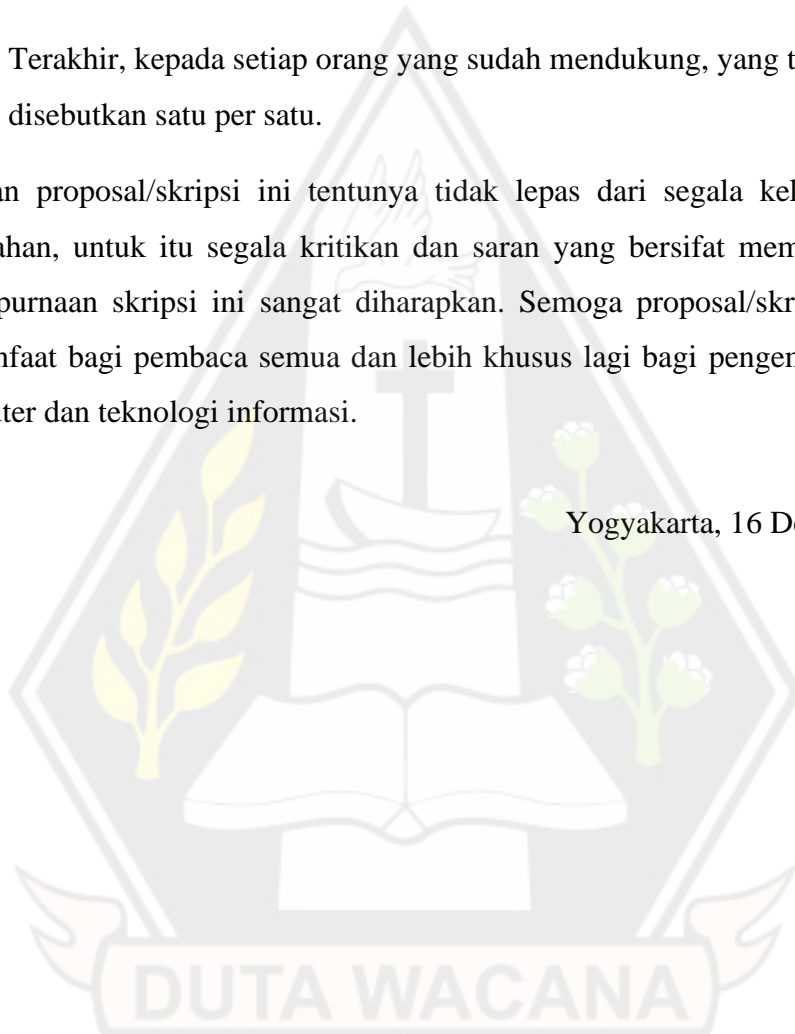 Terakhir, kepada setiap orang yang sudah mendukung, yang t
disebutkan satu per satu.
an proposal/skripsi ini tentunya tidak lepas dari segala kel
ahan, untuk itu segala kritikan dan saran yang bersifat mem
purnaan skripsi ini sangat diharapkan. Semoga proposal/skr
nfaat bagi pembaca semua dan lebih khusus lagi bagi pengem
ter dan teknologi informasi.
Yogyakarta, 16 D
DUTA WACANA